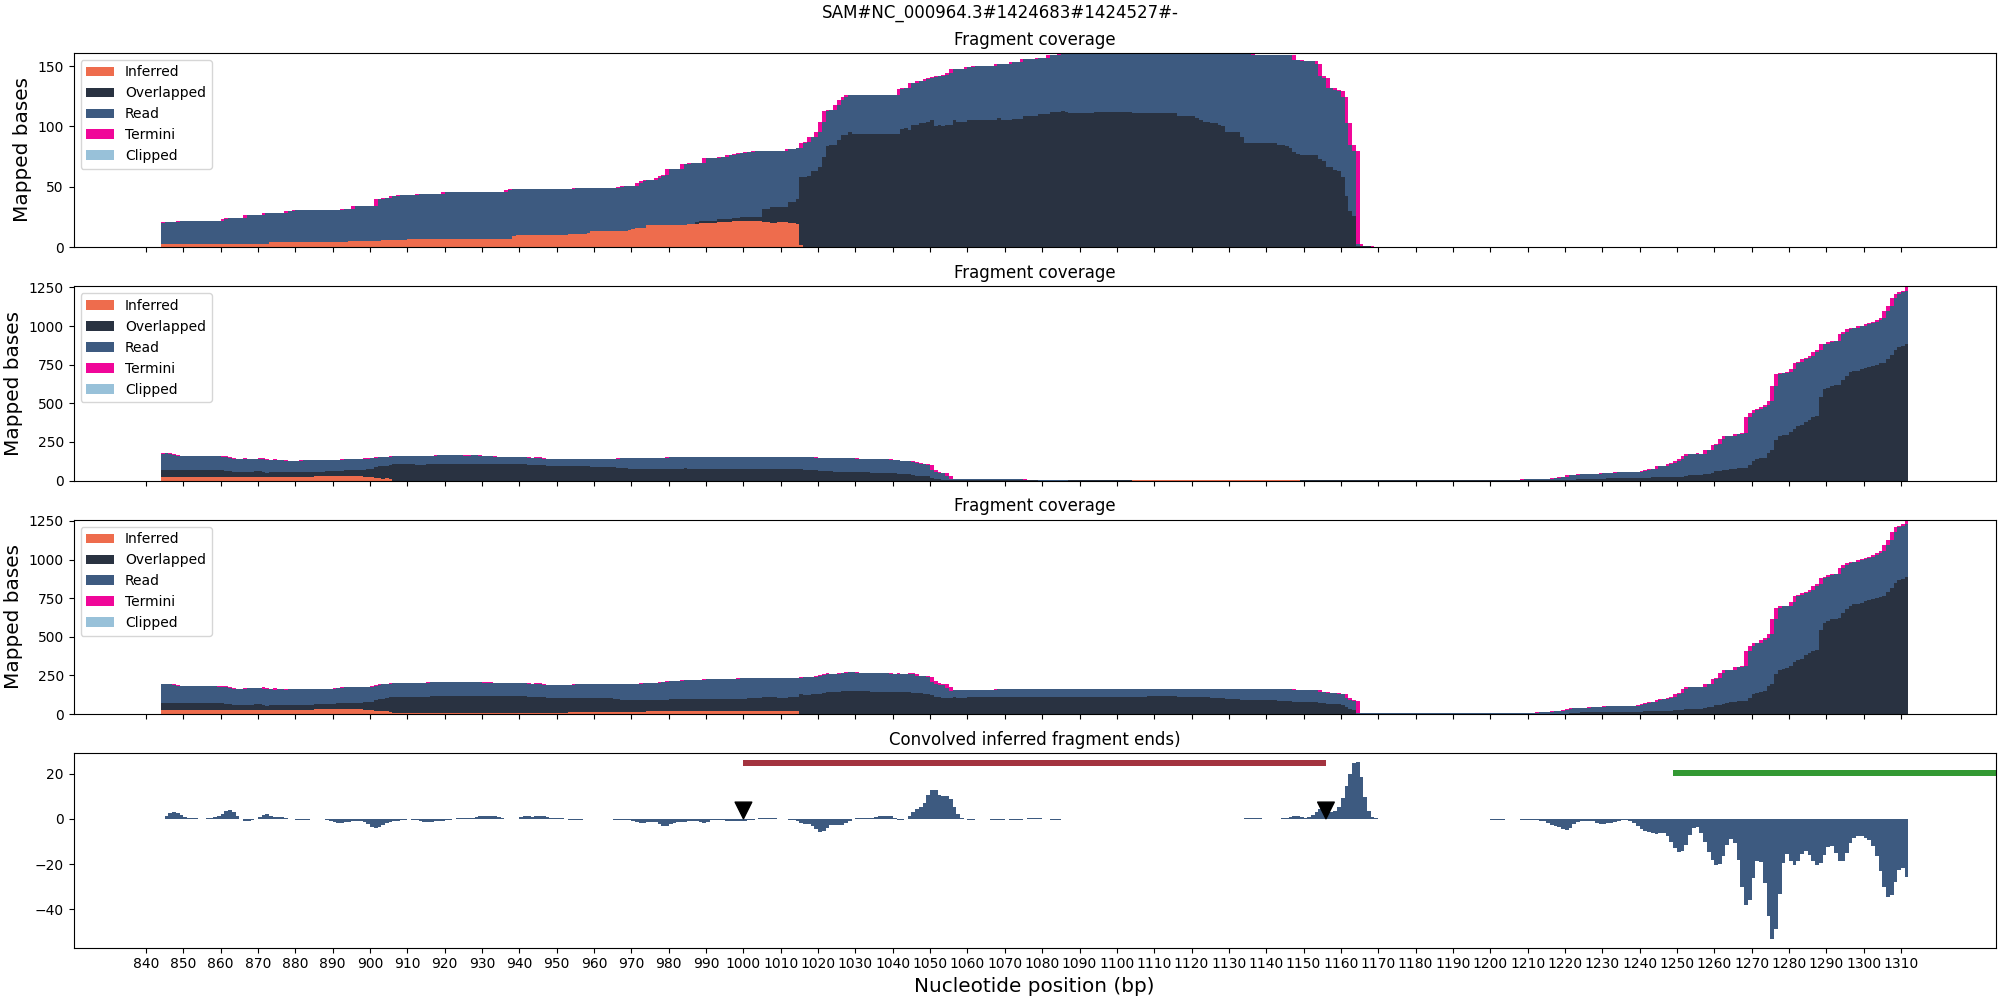 SAM#NC_000964.3#1424683#1424527#-
Fragment coverage
Mapped bases
150
100
50
0
Inferred
Overlapped
Read
Termini
Clipped
Fragment coverage
Mapped bases
1250
1000
750
500
250
0
Inferred
Overlapped
Read
Termini
Clipped
Fragment coverage
Mapped bases
1250
1000
750
500
250
0
Inferred
Overlapped
Read
Termini
Clipped
Convolved inferred fragment ends)
20
0
−20
−40
840 850 860 870 880 890 900 910 920 930 940 950 960 970 980 990 1000 1010 1020 1030 1040 1050 1060 1070 1080 1090 1100 1110 1120 1130 1140 1150 1160 1170 1180 1190 1200 1210 1220 1230 1240 1250 1260 1270 1280 1290 1300 1310
Nucleotide position (bp)